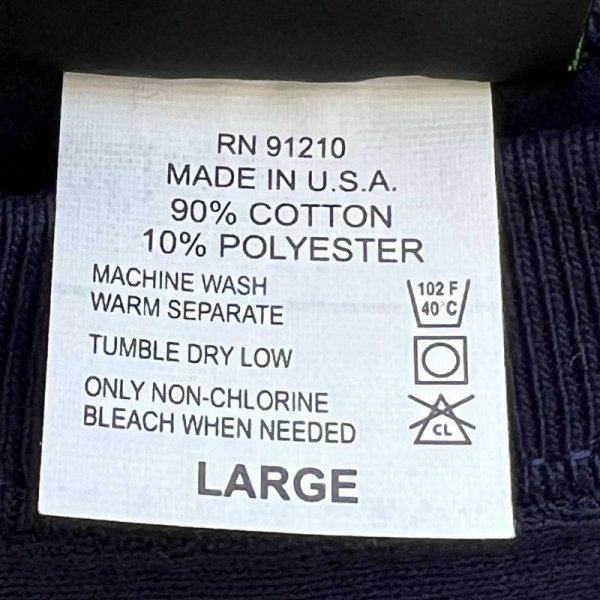 RN 91210
MADE IN U.S.A.
90% COTTON
10% POLYESTER
MACHINE WASH
WARM SEPARATE
102 F
40°C
TUMBLE DRY LOW
ONLY NON-CHLORINE
BLEACH WHEN NEEDED
CL
LARGE